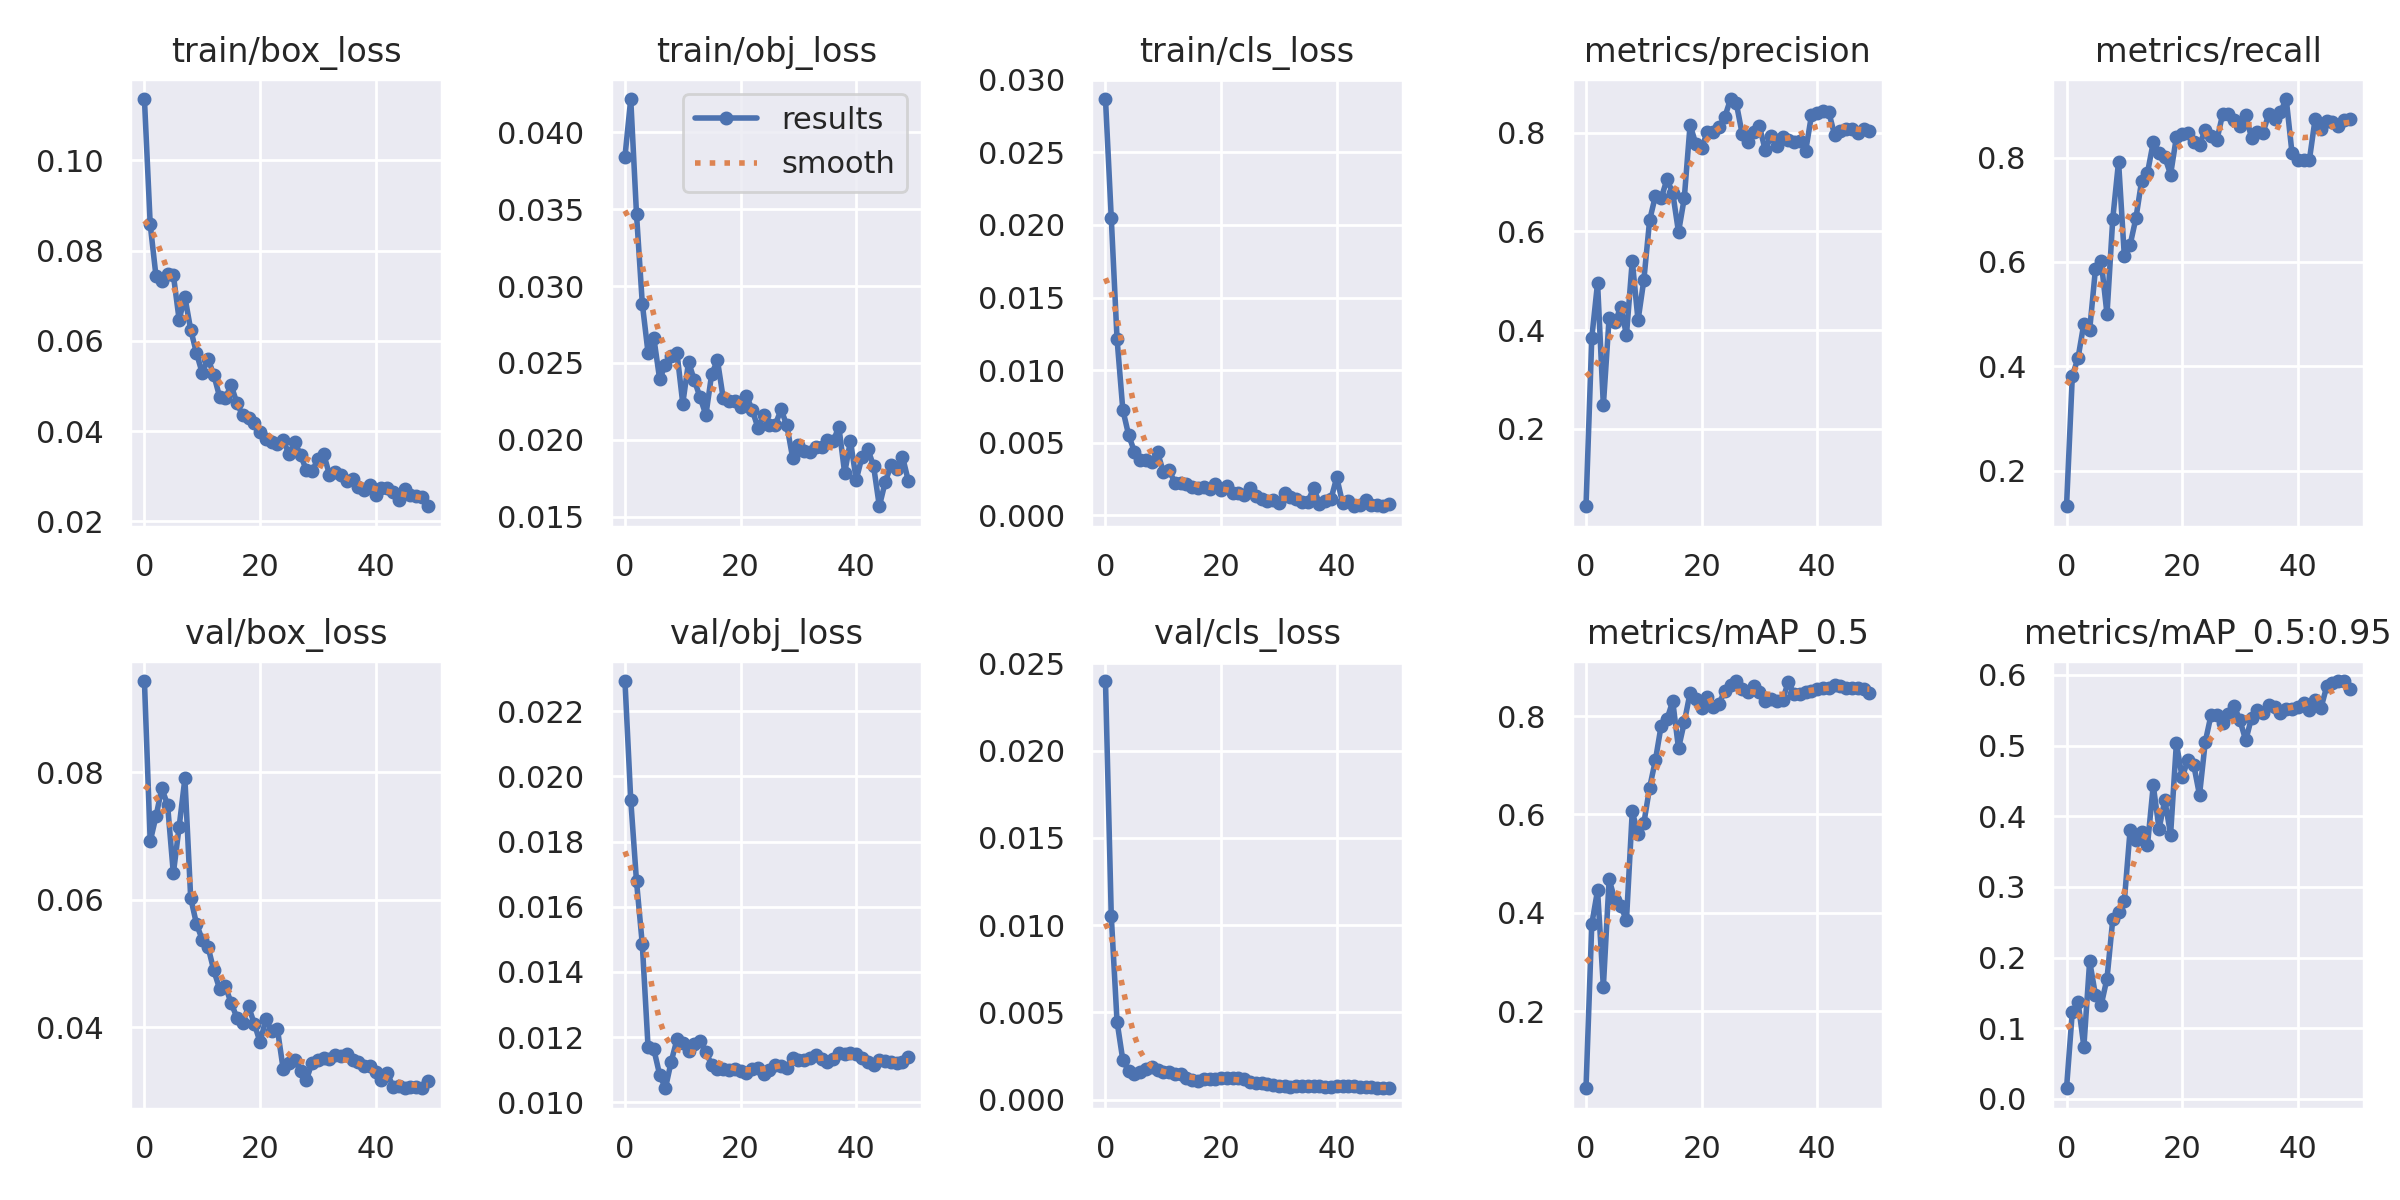 train/box_loss
0.10
0.08
0.06
0.04
0.02
0 20 40
train/obj_loss
results
smooth
0.040
0.035
0.030
0.025
0.020
0.015
0 20 40
train/cls_loss
0.030
0.025
0.020
0.015
0.010
0.005
0.000
0 20 40
metrics/precision
0.8
0.6
0.4
0.2
0 20 40
metrics/recall
0.8
0.6
0.4
0.2
0 20 40
val/box_loss
0.08
0.06
0.04
0 20 40
val/obj_loss
0.022
0.020
0.018
0.016
0.014
0.012
0.010
0 20 40
val/cls_loss
0.025
0.020
0.015
0.010
0.005
0.000
0 20 40
metrics/mAP_0.5
0.8
0.6
0.4
0.2
0 20 40
metrics/mAP_0.5:0.95
0.6
0.5
0.4
0.3
0.2
0.1
0.0
0 20 40